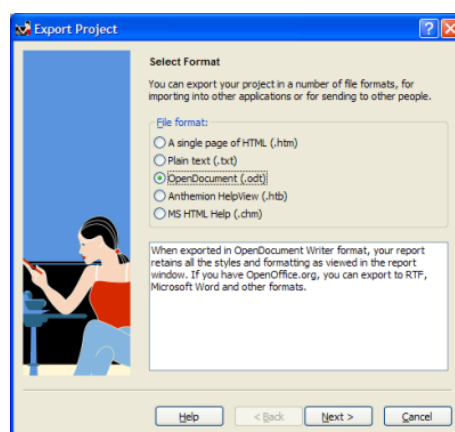 Export Project
Select Format
You can export your project in a number of file formats, for
importing into other applications or for sending to other people.
File format:
A single page of HTML (.htm)
Plain text (.txt)
OpenDocument (.odt)
Anthemion HelpView (.htb)
MS HTML Help (.chm)
When exported in OpenDocument Writer format, your report
retains all the styles and formatting as viewed in the report
window. If you have OpenOffice.org, you can export to RTF,
Microsoft Word and other formats.
Help
< Back
Next >
Cancel